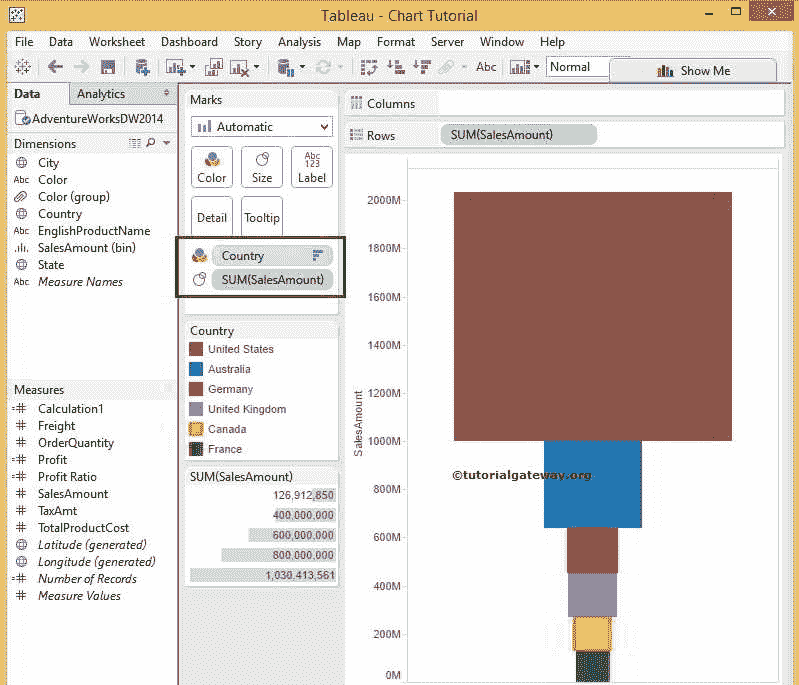 Tableau - Chart Tutorial
File Data Worksheet Dashboard Story Analysis Map Format Server Window Help
Abc Normal Show Me
Data Analytics
AdventureWorksDW2014
Dimensions
City
Abc Color
Color (group)
Country
Abc EnglishProductName
SalesAmount (bin)
State
Abc Measure Names
Measures
Calculation1
Freight
OrderQuantity
Profit
Profit Ratio
SalesAmount
TaxAmt
TotalProductCost
Latitude (generated)
Longitude (generated)
Number of Records
Measure Values
Marks
Automatic
Abc
123
Color Size Label
Detail Tooltip
Country
SUM(SalesAmount)
Country
United States
Australia
Germany
United Kingdom
Canada
France
SUM(SalesAmount)
126,912,850
400,000,000
600,000,000
800,000,000
1,030,413,561
Columns
Rows SUM(SalesAmount)
SalesAmount
2000M
1800M
1600M
1400M
1200M
1000M
800M
600M
400M
200M
0M
©tutorialgateway.org